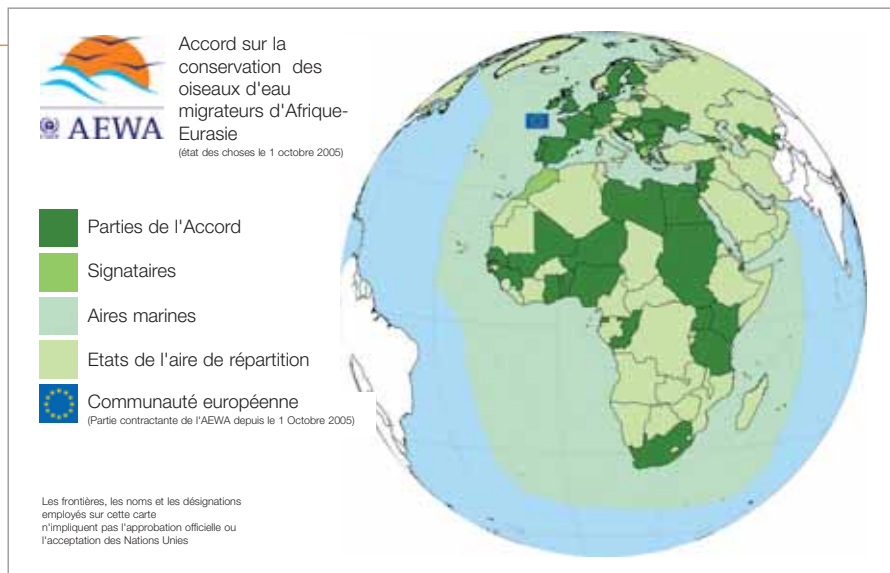 Accord sur la
conservation des
oiseaux d'eau
migrateurs d'Afrique-
Eurasie
(état des choses le 1 octobre 2005)
AEWA
Parties de l'Accord
Signataires
Aires marines
Etats de l'aire de répartition
Communauté européenne
(Partie contractante de l'AEWA depuis le 1 Octobre 2005)
Les frontières, les noms et les désignations
employés sur cette carte
n'impliquent pas l'approbation officielle ou
l'acceptation des Nations Unies